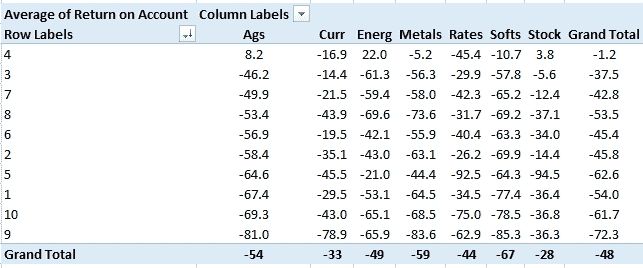 Average of Return on Account Column Labels
Row Labels Ags Curr Energ Metals Rates Softs Stock Grand Total
4 8.2 -16.9 22.0 -5.2 -45.4 -10.7 3.8 -1.2
3 -46.2 -14.4 -61.3 -56.3 -29.9 -57.8 -5.6 -37.5
7 -49.9 -21.5 -59.4 -58.0 -42.3 -65.2 -12.4 -42.8
8 -53.4 -43.9 -69.6 -73.6 -31.7 -69.2 -37.1 -53.5
6 -56.9 -19.5 -42.1 -55.9 -40.4 -63.3 -34.0 -45.4
2 -58.4 -35.1 -43.0 -63.1 -26.2 -69.9 -14.4 -45.8
5 -64.6 -45.5 -21.0 -44.4 -92.5 -64.3 -94.5 -62.6
1 -67.4 -29.5 -53.1 -64.5 -34.5 -77.4 -36.4 -54.0
10 -69.3 -43.0 -65.1 -68.5 -75.0 -78.5 -36.8 -61.7
9 -81.0 -78.9 -65.9 -83.6 -62.9 -85.3 -36.3 -72.3
Grand Total -54 -33 -49 -59 -44 -67 -28 -48